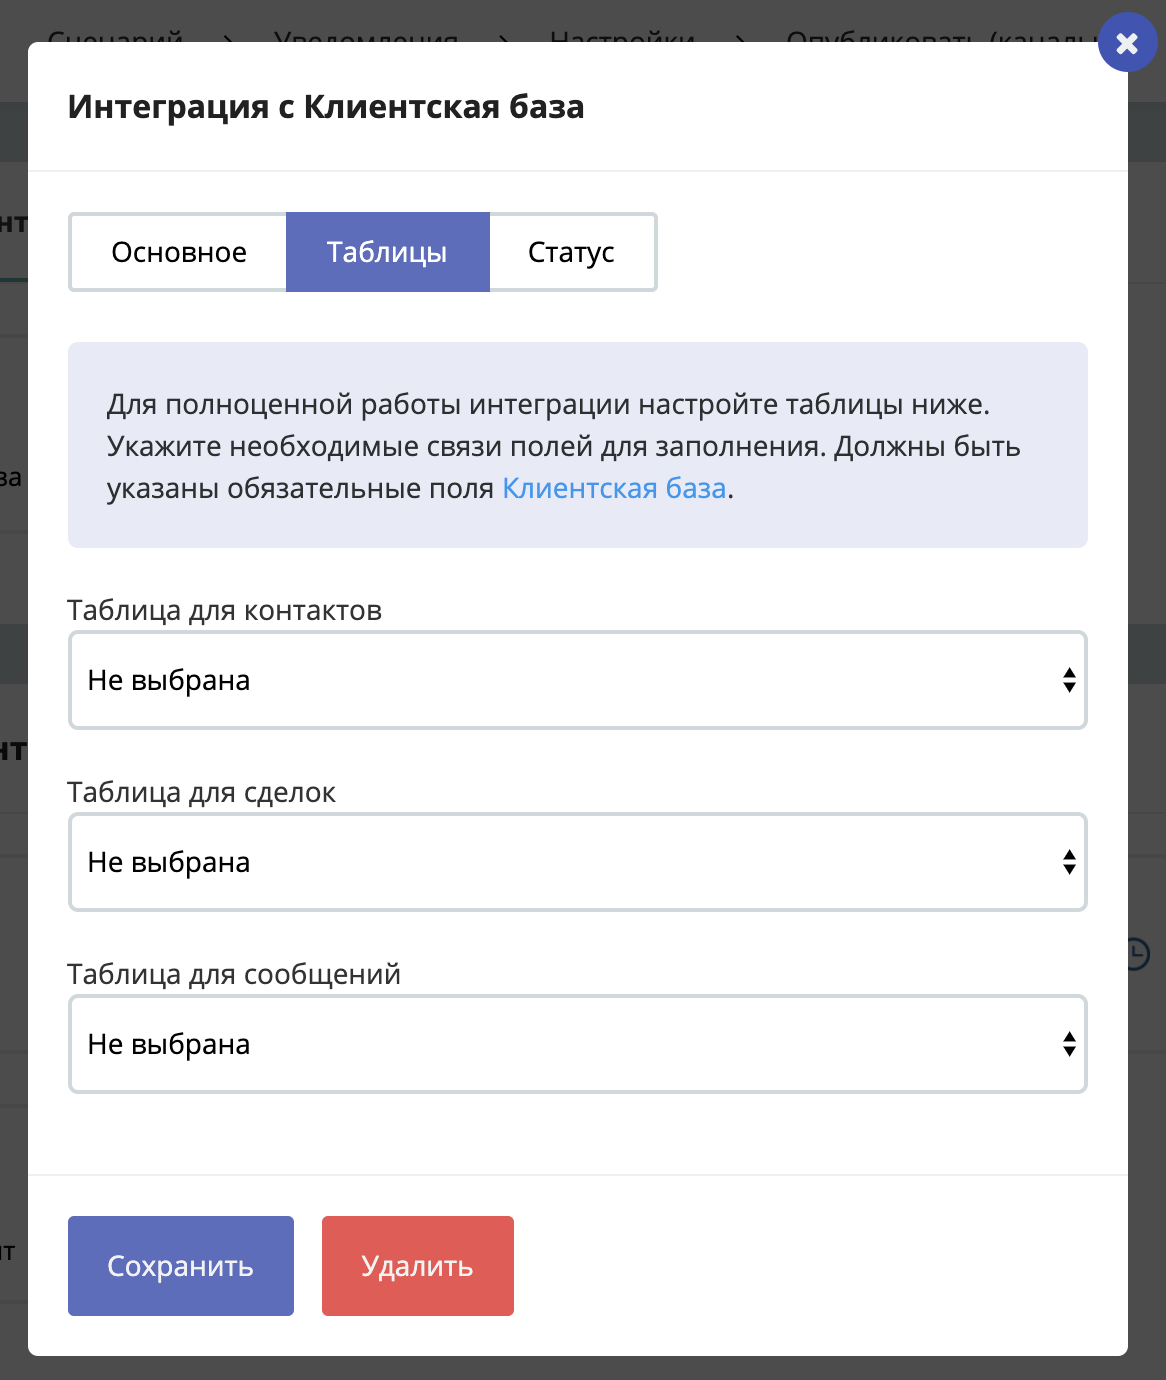 Интеграция с Клиентская база
Основное
Таблицы
Статус
Для полноценной работы интеграции настройте таблицы ниже.
Укажите необходимые связи полей для заполнения. Должны быть
указаны обязательные поля Клиентская база.
Таблица для контактов
Не выбрана
Таблица для сделок
Не выбрана
Таблица для сообщений
Не выбрана
Сохранить
Удалить